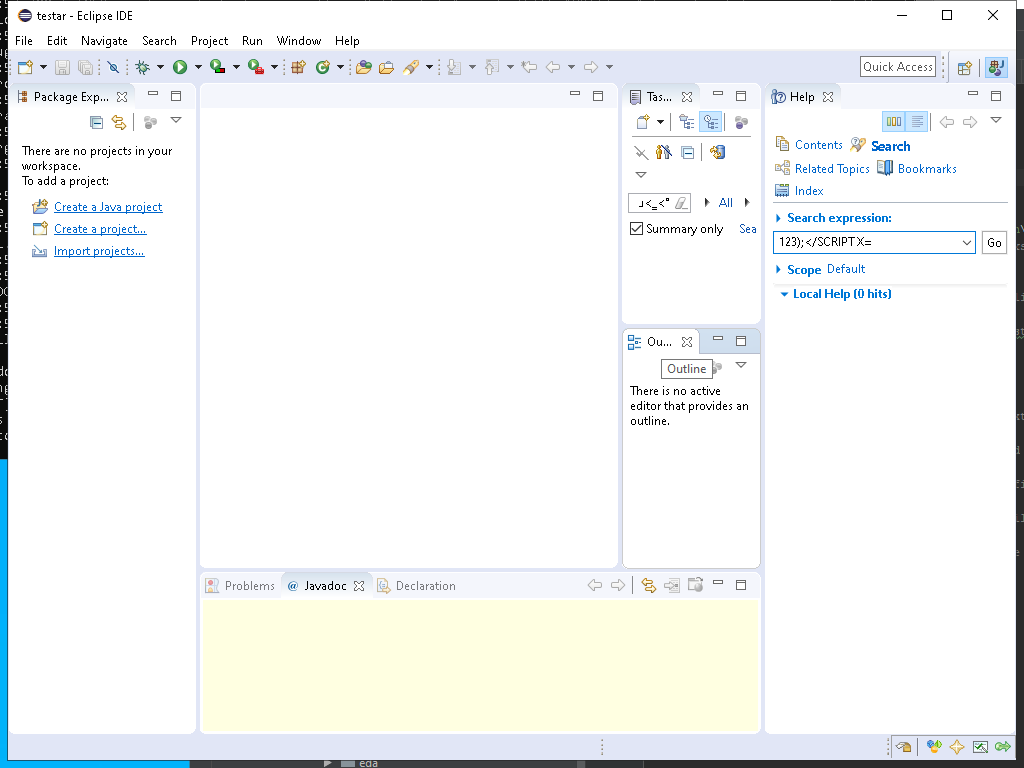 testar - Eclipse IDE
File Edit Navigate Search Project Run Window Help
Quick Access
Package Exp...
There are no projects in your
workspace.
To add a project:
Create a Java project
Create a project...
Import projects...
Tas...
All
Summary only Sea
Ou...
Outline
There is no active
editor that provides an
outline.
Help
Contents Search
Related Topics Bookmarks
Index
Search expression:
123);</SCRIPTX= Go
Scope Default
Local Help (0 hits)
Problems @ Javadoc Declaration
eda